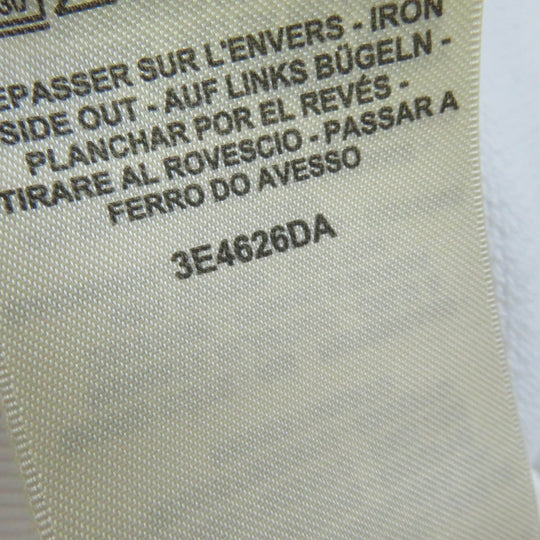 30
EPASSER SUR L'ENVERS - IRON
SIDE OUT - AUF LINKS BÜGELN -
PLANCHAR POR EL REVÉS -
TIRARE AL ROVESCIO - PASSAR A
FERRO DO AVESSO
3E4626DA